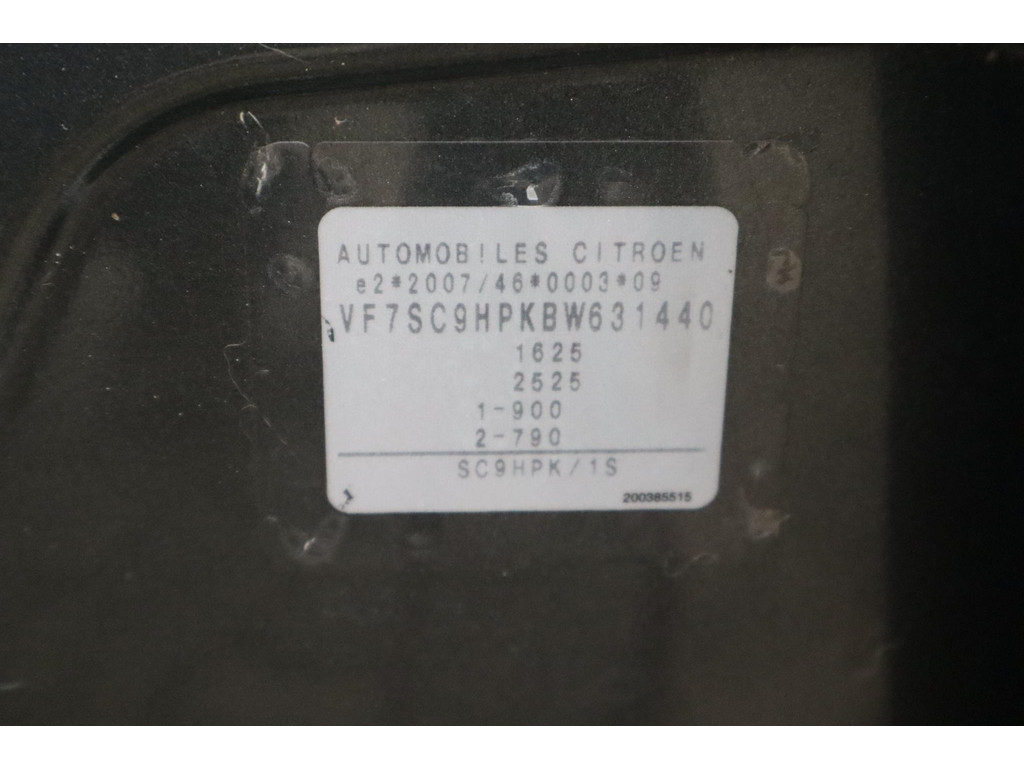 AUTOMOBILES CITROEN
e2*2007/46*0003*09
VF7SC9HPKBW631440
1625
2525
1-900
2-790
SC9HPK/1S
200385515